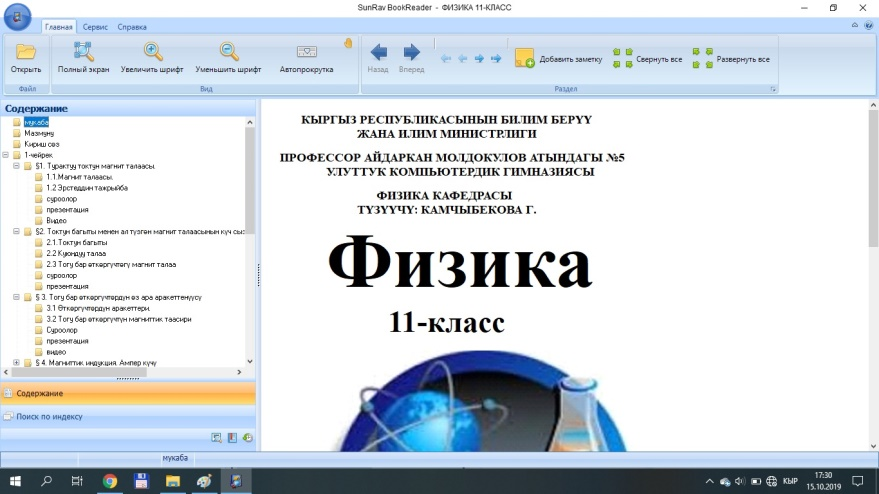 SunRav BookReader - ФИЗИКА 11-КЛАСС
Главная Сервис Справка
Открыть
Полный экран
Увеличить шрифт
Уменьшить шрифт
Автопрокрутка
Назад
Вперед
Добавить заметку
Свернуть все
Развернуть все
Файл
Вид
Раздел
Содержание
мукаба
Мазмуну
Кириш сөз
1-чейрек
§1. Турактуу токтун магнит талаасы.
1.1.Магнит талаасы.
1.2 Эрстеддин тажрыйба
суроолор
презентация
Видео
§2. Токтун багыты менен ал түзгөн магнит талаасынын күч сыз
2.1.Токтун багыты
2.2 Куюндуу талаа
2.3 Тогу бар өткөргүчтөгү магнит талаа
суроолор
презентация
§ 3. Тогу бар өткөргүчтөрдүн өз ара аракеттенүүсү
3.1 Өткөргүчтөрдүн аракеттери.
3.2 Тогу бар өткөргүчтүн магниттик таасири
Суроолор
презентация
видео
§ 4. Магниттик индукция. Ампер күчү
Содержание
Поиск по индексу
мукаба
КЫРГЫЗ РЕСПУБЛИКАСЫНЫН БИЛИМ БЕРҮҮ
ЖАНА ИЛИМ МИНИСТРЛИГИ
ПРОФЕССОР АЙДАРКАН МОЛДОКУЛОВ АТЫНДАГЫ №5
УЛУТТУК КОМПЬЮТЕРДИК ГИМНАЗИЯСЫ
ФИЗИКА КАФЕДРАСЫ
ТҮЗҮҮЧҮ: КАМЧЫБЕКОВА Г.
Физика
11-класс
КЫР
17:30
15.10.2019